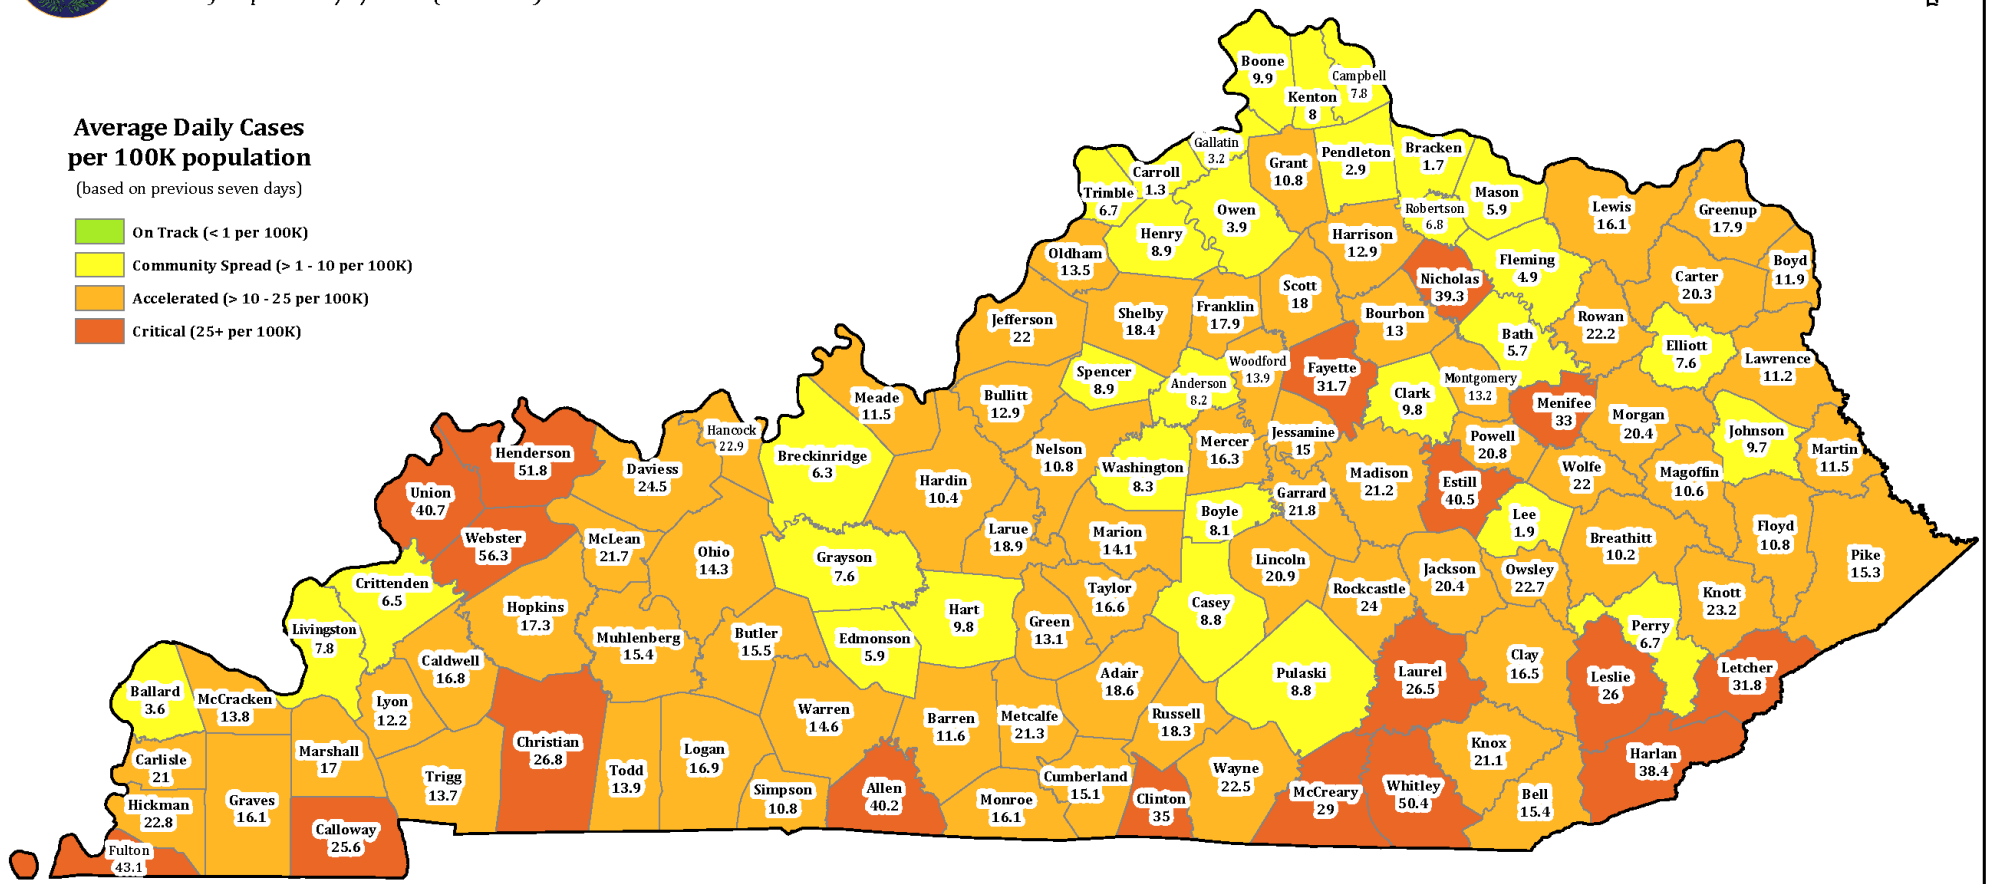 Average Daily Cases
per 100K population
(based on previous seven days)
On Track (< 1 per 100K)
Community Spread (> 1 - 10 per 100K)
Accelerated (> 10 - 25 per 100K)
Critical (25+ per 100K)
Boone
9.9
Kenton
8
Campbell
7.8
Gallatin
3.2
Grant
10.8
Pendleton
2.9
Bracken
1.7
Carroll
1.3
Trimble
6.7
Owen
3.9
Mason
5.9
Robertson
6.8
Lewis
16.1
Greenup
17.9
Henry
8.9
Oldham
13.5
Harrison
12.9
Nicholas
39.3
Fleming
4.9
Carter
20.3
Boyd
11.9
Jefferson
22
Shelby
18.4
Franklin
17.9
Scott
18
Bourbon
13
Bath
5.7
Rowan
22.2
Elliott
7.6
Lawrence
11.2
Spencer
8.9
Anderson
8.2
Woodford
13.9
Fayette
31.7
Clark
9.8
Montgomery
13.2
Menifee
33
Morgan
20.4
Johnson
9.7
Martin
11.5
Meade
11.5
Bullitt
12.9
Hancock
22.9
Breckinridge
6.3
Nelson
10.8
Washington
8.3
Mercer
16.3
Jessamine
15
Powell
20.8
Wolfe
22
Magoffin
10.6
Henderson
51.8
Daviess
24.5
Union
40.7
Hardin
10.4
Madison
21.2
Estill
40.5
Garrard
21.8
Boyle
8.1
Lee
1.9
Floyd
10.8
Breathitt
10.2
Pike
15.3
Webster
56.3
McLean
21.7
Ohio
14.3
Larue
18.9
Marion
14.1
Grayson
7.6
Lincoln
20.9
Jackson
20.4
Owsley
22.7
Rockcastle
24
Knott
23.2
Crittenden
6.5
Hopkins
17.3
Hart
9.8
Taylor
16.6
Green
13.1
Casey
8.8
Livingston
7.8
Muhlenberg
15.4
Butler
15.5
Edmonson
5.9
Perry
6.7
Caldwell
16.8
Adair
18.6
Pulaski
8.8
Laurel
26.5
Clay
16.5
Leslie
26
Letcher
31.8
Ballard
3.6
McCracken
13.8
Lyon
12.2
Warren
14.6
Barren
11.6
Metcalfe
21.3
Russell
18.3
Christian
26.8
Logan
16.9
Marshall
17
Carlisle
21
Trigg
13.7
Todd
13.9
Simpson
10.8
Allen
40.2
Monroe
16.1
Cumberland
15.1
Clinton
35
Wayne
22.5
McCreary
29
Whitley
50.4
Knox
21.1
Bell
15.4
Harlan
38.4
Hickman
22.8
Graves
16.1
Calloway
25.6
Fulton
43.1